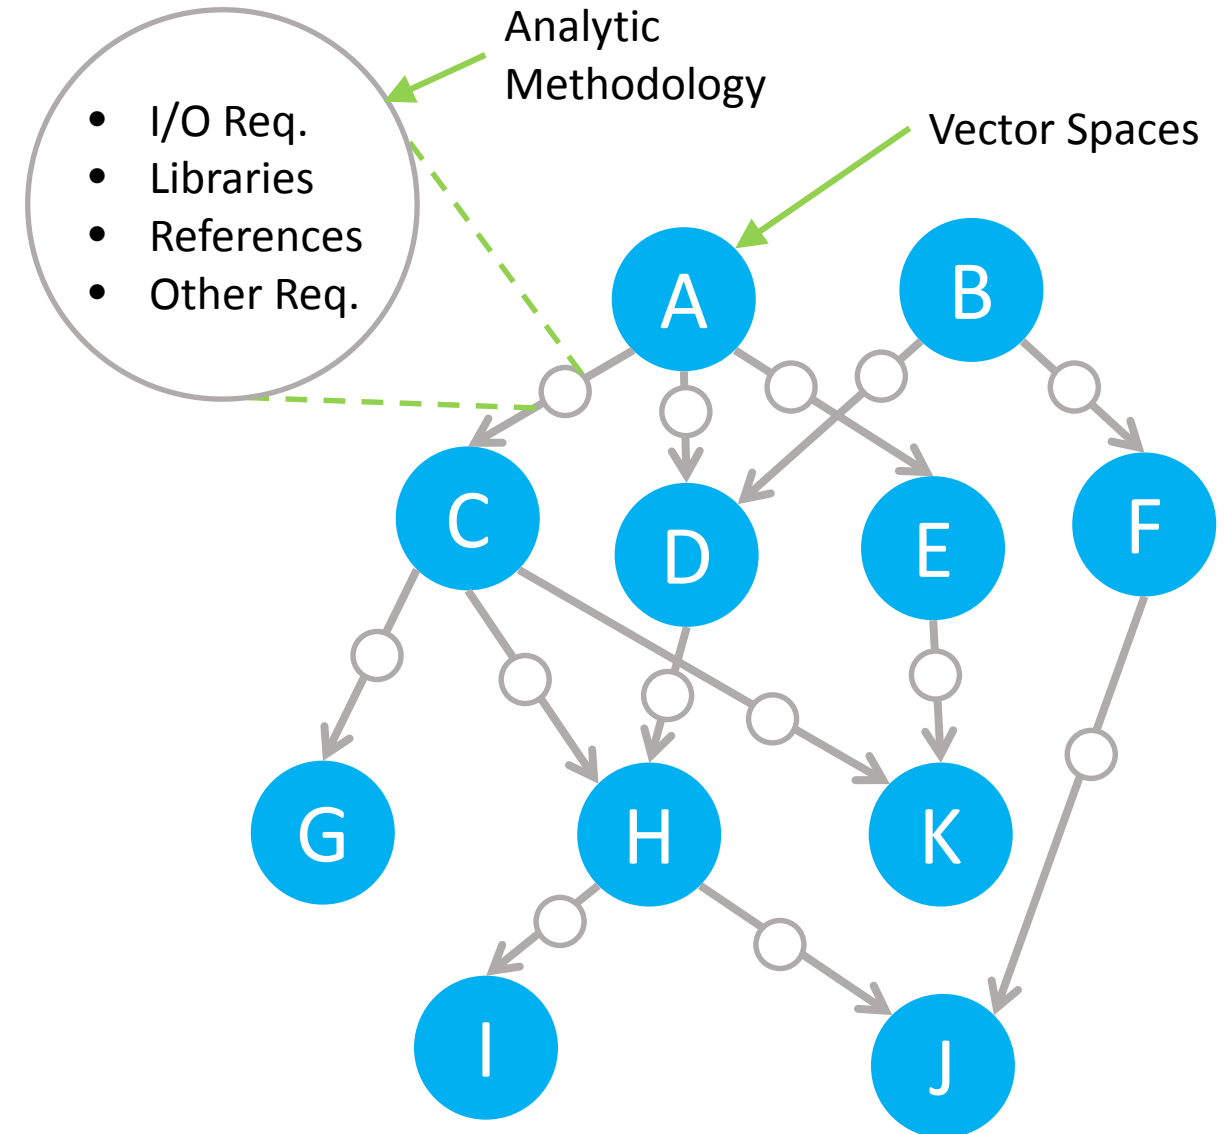 Analytic
Methodology
• I/O Req.
• Libraries
• References
• Other Req.
Vector Spaces
A
B
C
D
E
F
G
H
K
I
J